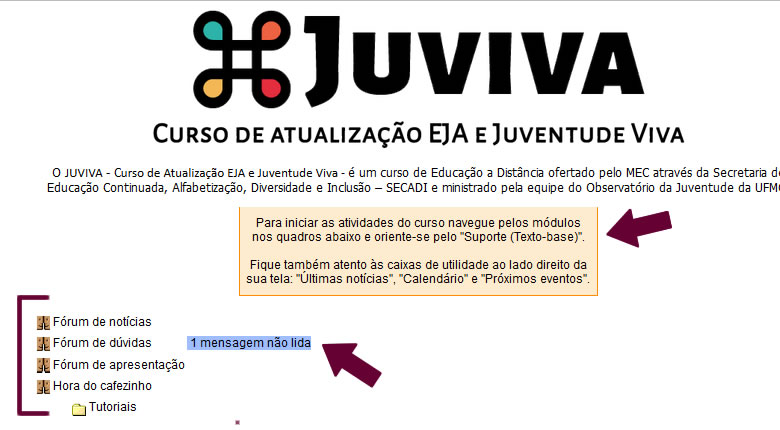 JUVIVA
CURSO DE ATUALIZAÇÃO EJA E JUVENTUDE VIVA
O JUVIVA - Curso de Atualização EJA e Juventude Viva - é um curso de Educação a Distância ofertado pelo MEC através da Secretaria de
Educação Continuada, Alfabetização, Diversidade e Inclusão – SECADI e ministrado pela equipe do Observatório da Juventude da UFMG
Para iniciar as atividades do curso navegue pelos módulos
nos quadros abaixo e oriente-se pelo "Suporte (Texto-base)".
Fique também atento às caixas de utilidade ao lado direito da
sua tela: "Últimas notícias", "Calendário" e "Próximos eventos".
Fórum de notícias
Fórum de dúvidas 1 mensagem não lida
Fórum de apresentação
Hora do cafezinho
Tutoriais